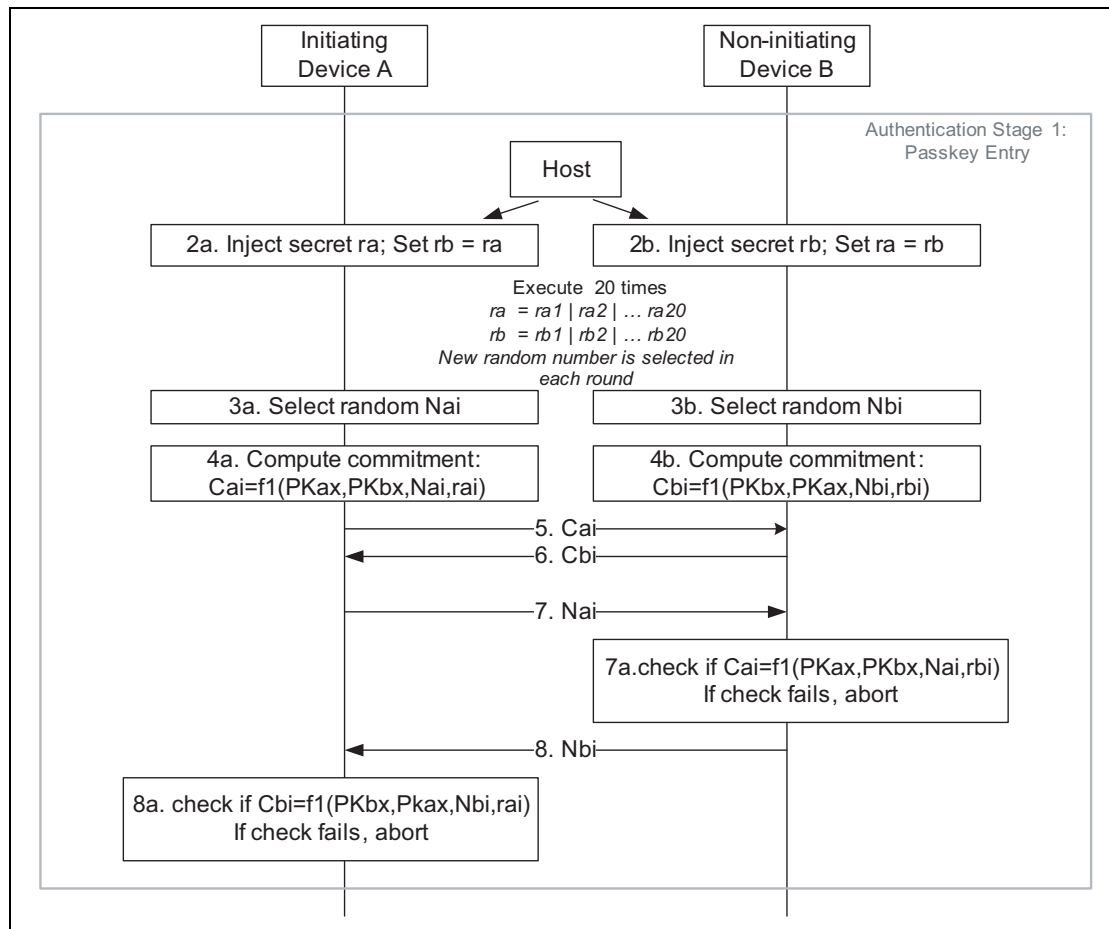 Initiating
Device A
Non-initiating
Device B
Authentication Stage 1:
Passkey Entry
Host
2a. Inject secret ra; Set rb = ra
2b. Inject secret rb; Set ra = rb
Execute 20 times
ra = ra1 | ra2 | … ra20
rb = rb1 | rb2 | … rb20
New random number is selected in
each round
3a. Select random Nai
3b. Select random Nbi
4a. Compute commitment:
Cai=f1(PKax,PKbx,Nai,rai)
4b. Compute commitment:
Cbi=f1(PKbx,PKax,Nbi,rbi)
5. Cai
6. Cbi
7. Nai
7a.check if Cai=f1(PKax,PKbx,Nai,rbi)
If check fails, abort
8. Nbi
8a. check if Cbi=f1(PKbx,Pkax,Nbi,rai)
If check fails, abort